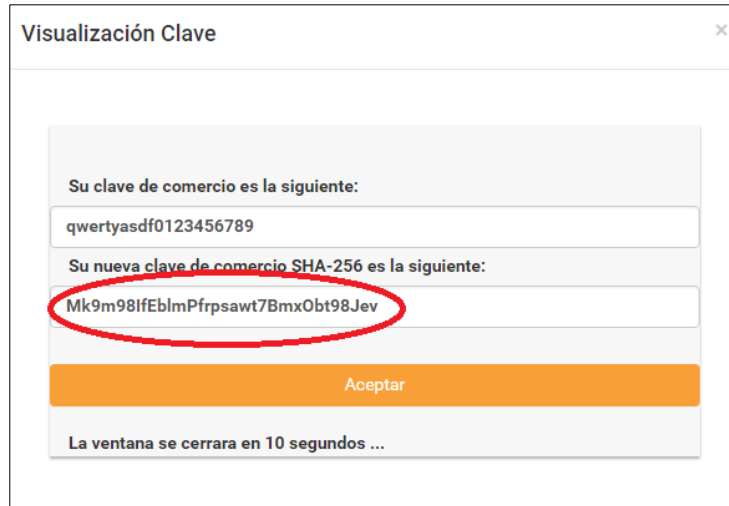 Visualización Clave
×
Su clave de comercio es la siguiente:
qwertyasdf0123456789
Su nueva clave de comercio SHA-256 es la siguiente:
Mk9m98IfEblmPfrpsawt7BmxObt98Jev
Aceptar
La ventana se cerrara en 10 segundos ...